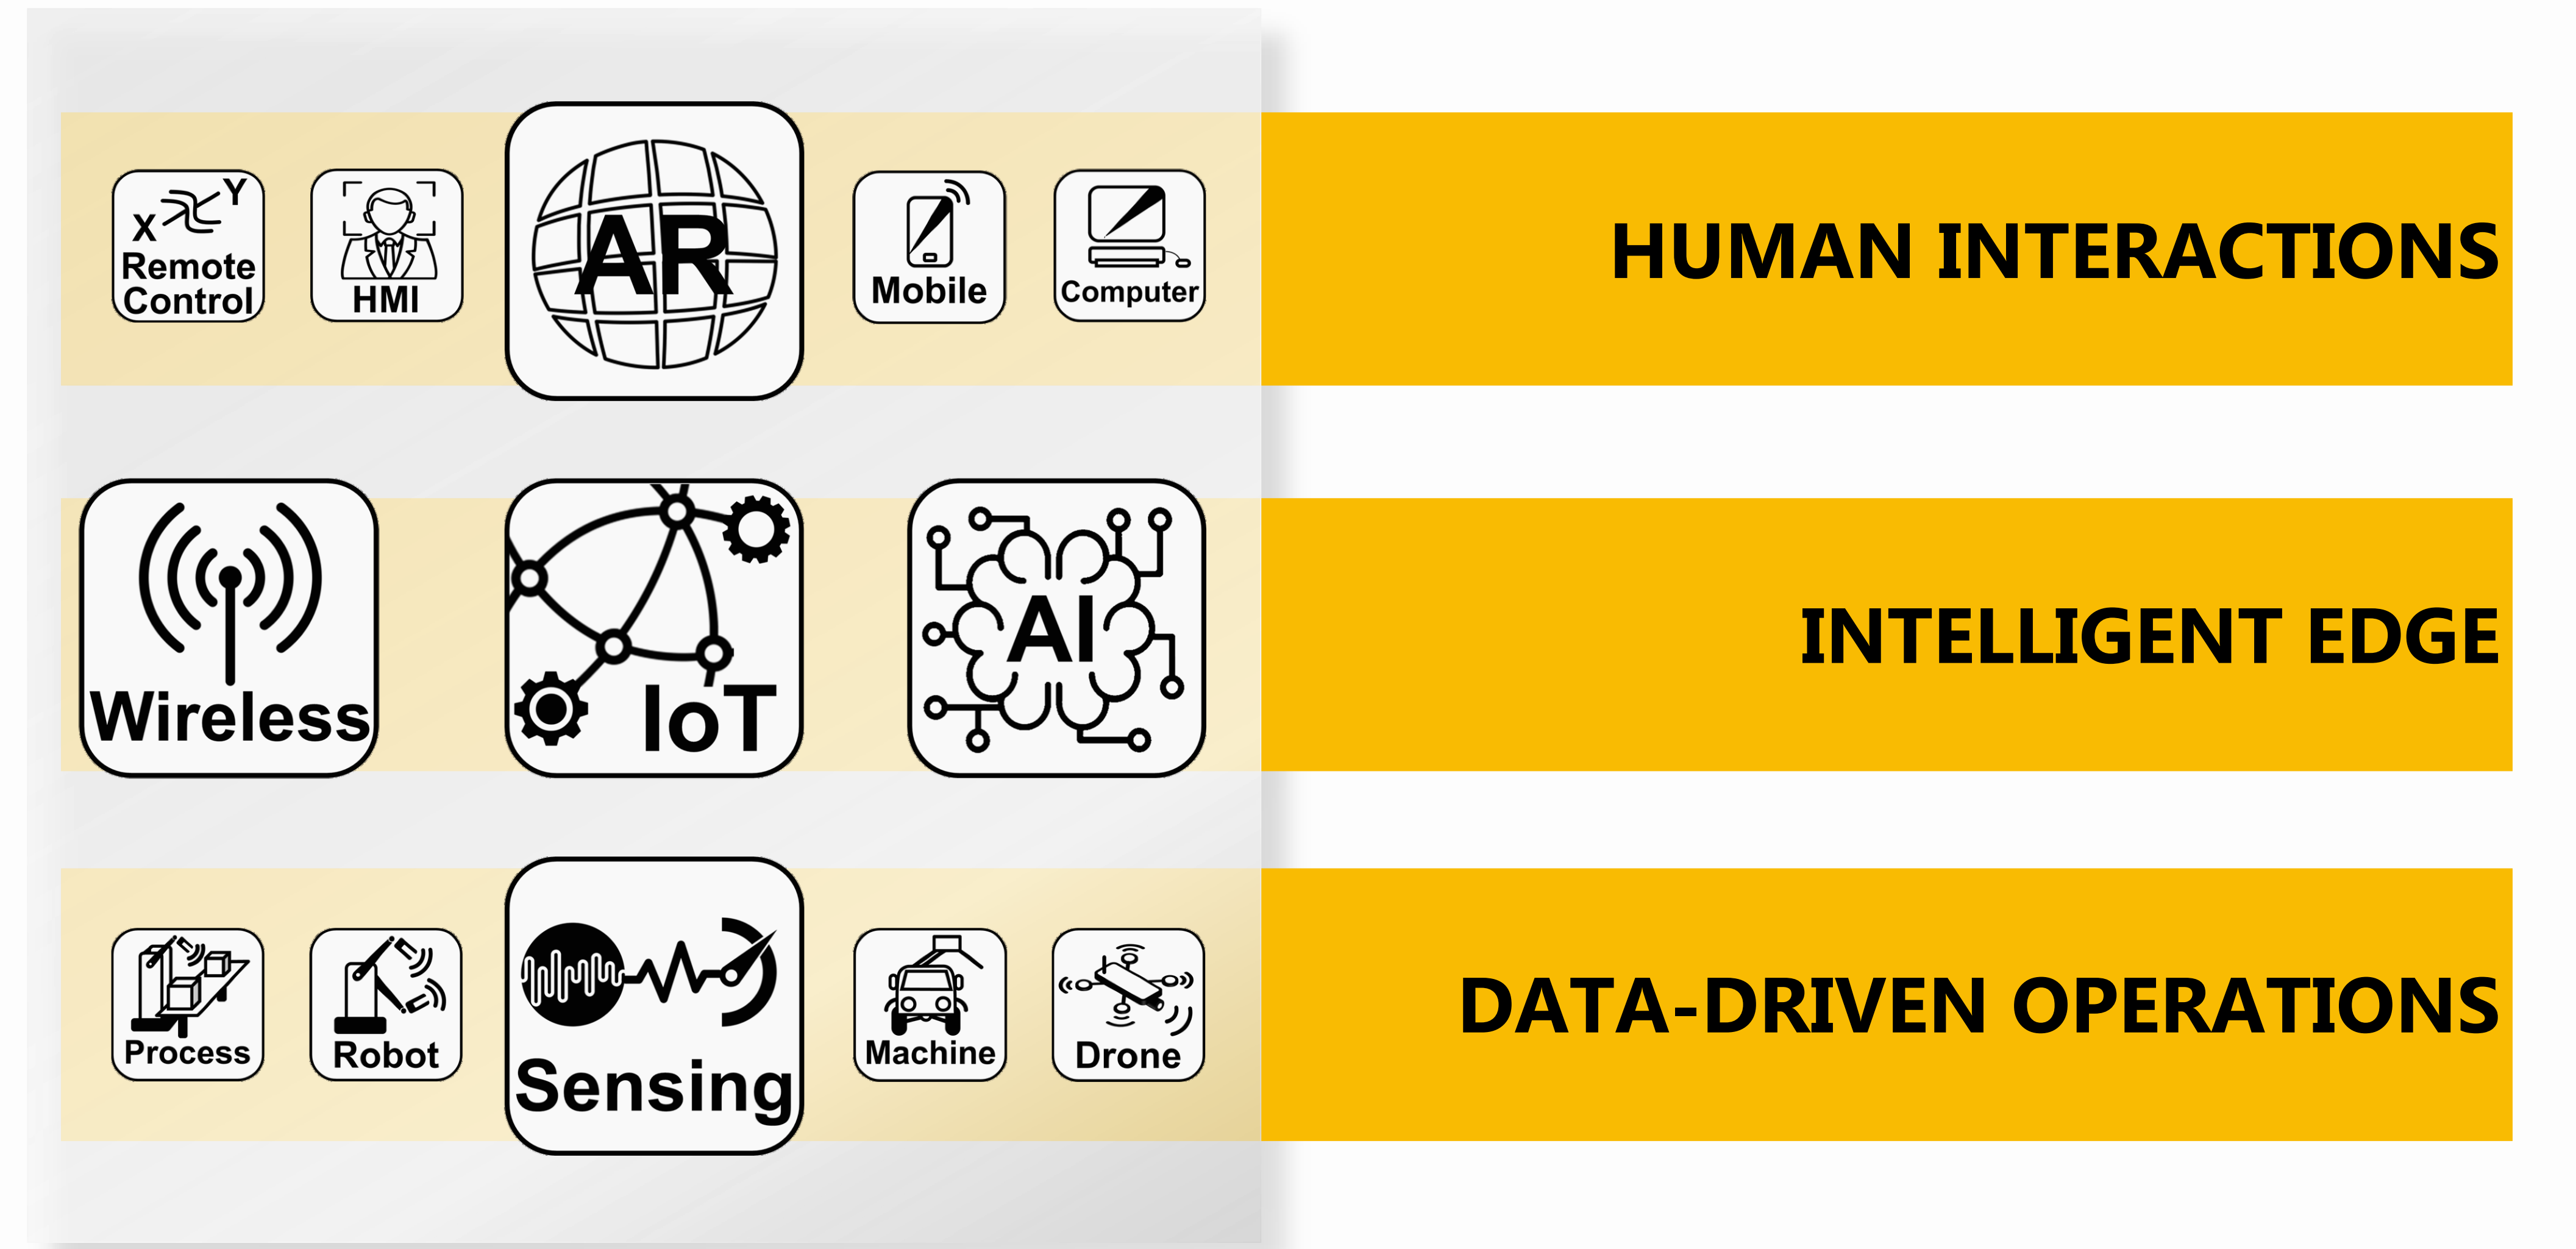 X Y
Remote
Control
HMI
AR
Mobile
Computer
HUMAN INTERACTIONS
Wireless
IoT
AI
INTELLIGENT EDGE
Process
Robot
Sensing
Machine
Drone
DATA-DRIVEN OPERATIONS